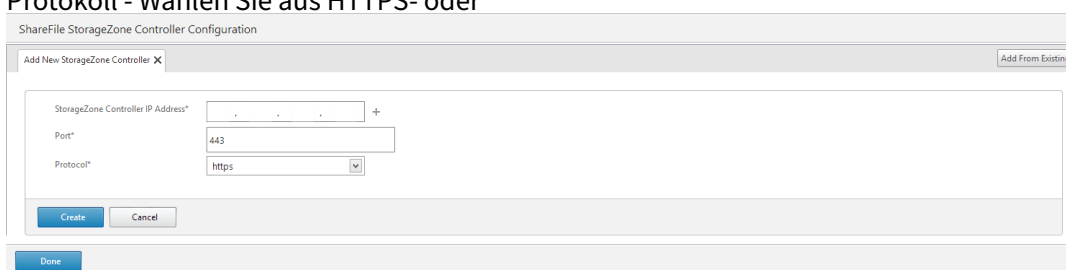 Protokoll - Wählen Sie aus HTTPS- oder
ShareFile StorageZone Controller Configuration
Add New StorageZone Controller X
Add From Existin
StorageZone Controller IP Address*
. . . +
Port*
443
Protocol*
https
Create Cancel
Done